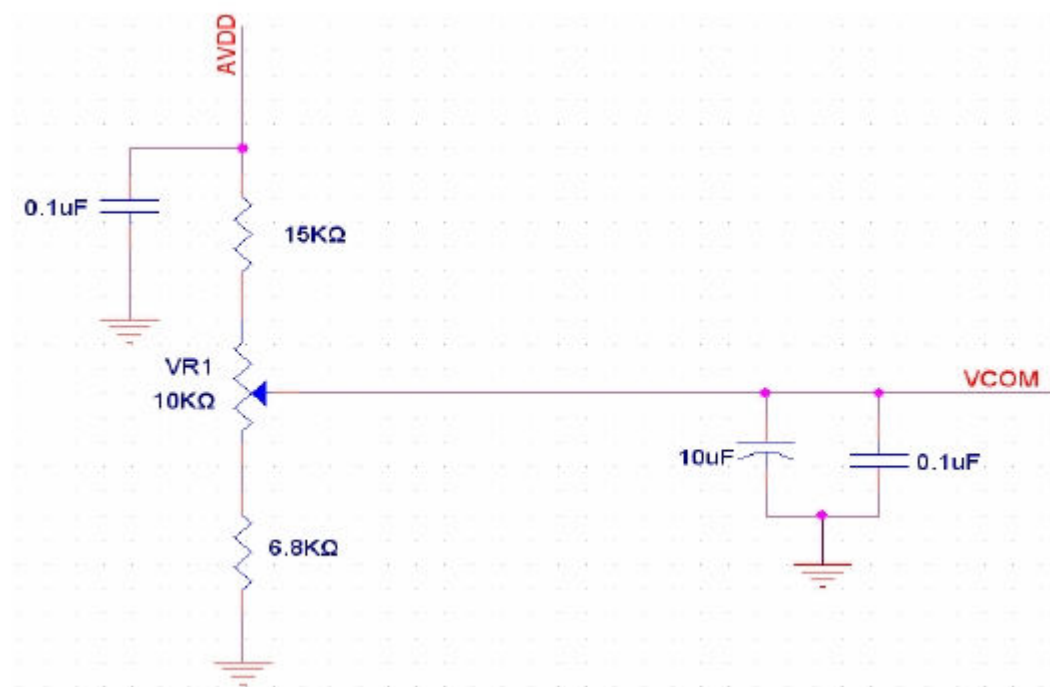 AVDD
0.1uF
15KΩ
VR1
10KΩ
VCOM
10uF
0.1uF
6.8KΩ